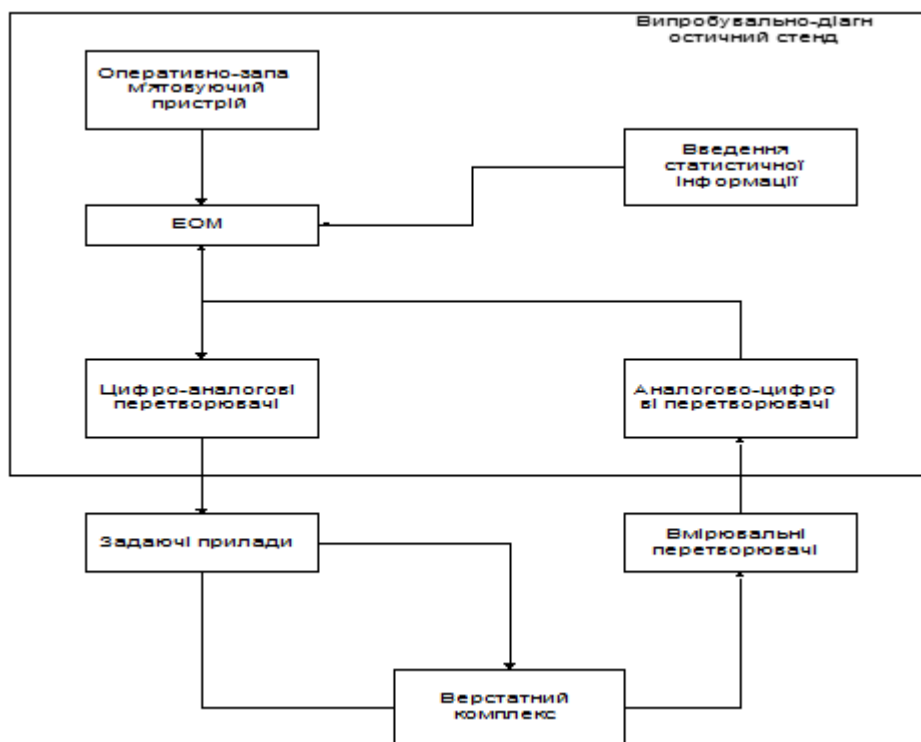 Випробувально-діагн
остичний стенд
Оперативно-запа
м'ятовуючий
пристрій
Введення
статистичної
інформації
ЕОМ
Цифро-аналогові
перетворювачі
Аналогово-цифро
ві перетворювачі
Задаючі прилади
Вмірювальні
перетворювачі
Верстатний
комплекс